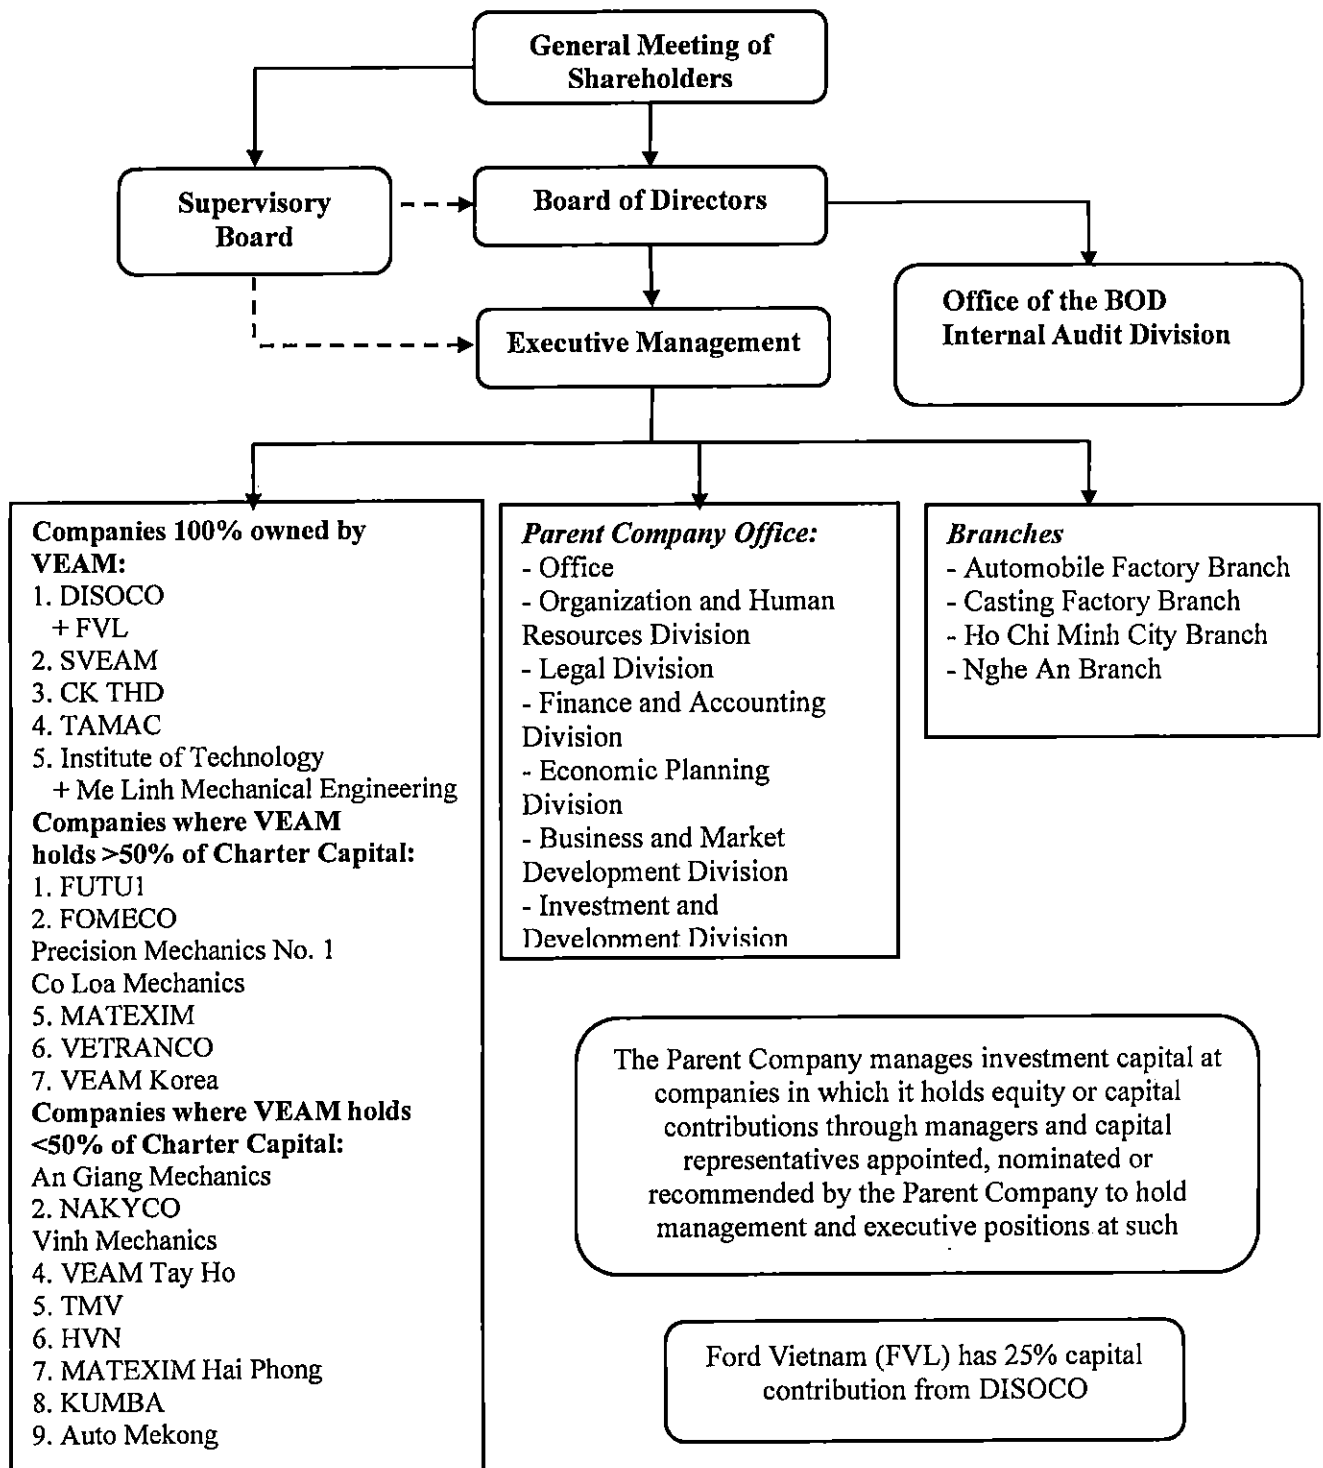 General Meeting of
Shareholders
Supervisory
Board
Board of Directors
Office of the BOD
Internal Audit Division
Executive Management
Companies 100% owned by
VEAM:
1. DISOCO
+ FVL
2. SVEAM
3. CK THD
4. TAMAC
5. Institute of Technology
+ Me Linh Mechanical Engineering
Companies where VEAM
holds >50% of Charter Capital:
1. FUTU1
2. FOMECO
Precision Mechanics No. 1
Co Loa Mechanics
5. MATEXIM
6. VETRANCO
7. VEAM Korea
Companies where VEAM holds
<50% of Charter Capital:
An Giang Mechanics
2. NAKYCO
Vinh Mechanics
4. VEAM Tay Ho
5. TMV
6. HVN
7. MATEXIM Hai Phong
8. KUMBA
9. Auto Mekong
Parent Company Office:
- Office
- Organization and Human
Resources Division
- Legal Division
- Finance and Accounting
Division
- Economic Planning
Division
- Business and Market
Development Division
- Investment and
Development Division
Branches
- Automobile Factory Branch
- Casting Factory Branch
- Ho Chi Minh City Branch
- Nghe An Branch
The Parent Company manages investment capital at
companies in which it holds equity or capital
contributions through managers and capital
representatives appointed, nominated or
recommended by the Parent Company to hold
management and executive positions at such
Ford Vietnam (FVL) has 25% capital
contribution from DISOCO